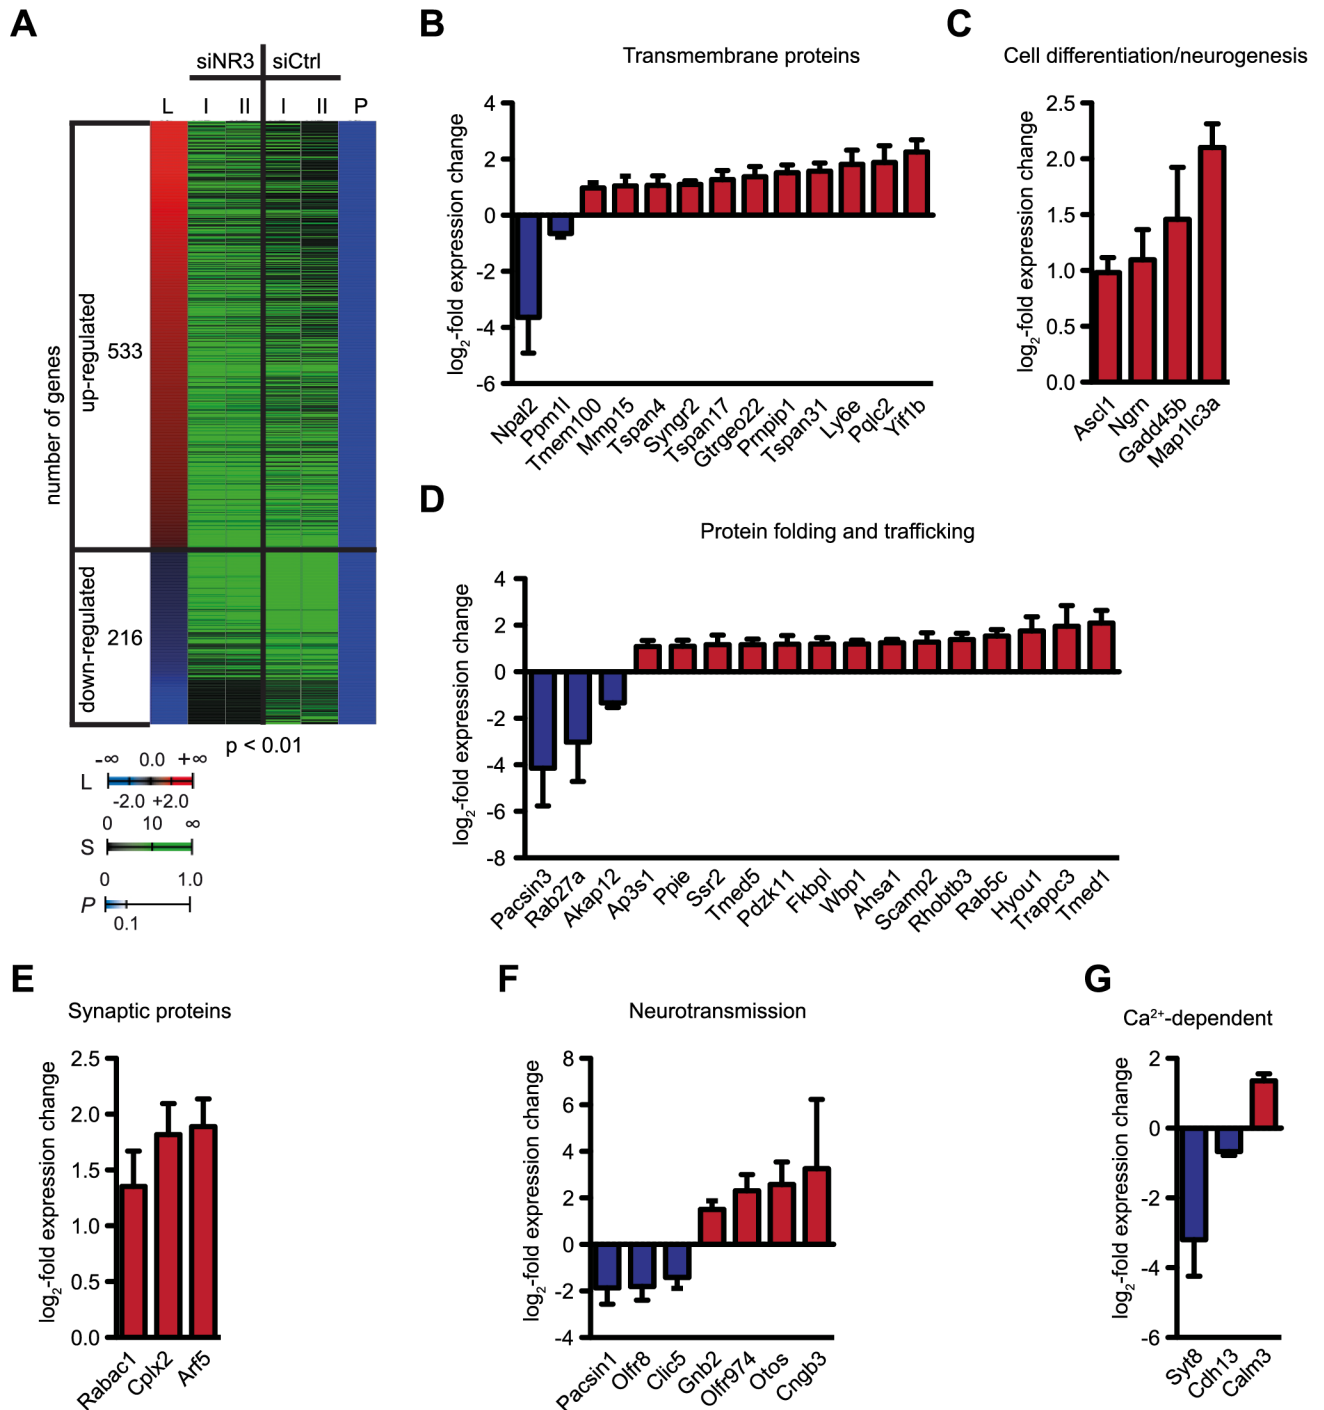 A
siNR3 siCtrl
L I II I II P
number of genes
up-regulated
533
down-regulated
216
p < 0.01
-∞ 0.0 +∞
L
-2.0 +2.0
0 10 ∞
S
0 1.0
P
0.1
B
Transmembrane proteins
log2-fold expression change
4
2
0
-2
-4
-6
Npal2
Ppm1l
Tmem100
Mmp15
Tspan4
Syngr2
Tspan17
Gtrgeo22
Prnpip1
Tspan31
Ly6e
Pqlc2
Yif1b
C
Cell differentiation/neurogenesis
log2-fold expression change
2.5
2.0
1.5
1.0
0.5
0.0
Ascl1
Ngrn
Gadd45b
Map1lc3a
D
Protein folding and trafficking
log2-fold expression change
4
2
0
-2
-4
-6
-8
Pacsin3
Rab27a
Akap12
Ap3s1
Ppie
Ssr2
Tmed5
Pdzk11
Fkbpl
Wbp1
Ahsa1
Scamp2
Rhobtb3
Rab5c
Hyou1
Trappc3
Tmed1
E
Synaptic proteins
log2-fold expression change
2.5
2.0
1.5
1.0
0.5
0.0
Rabac1
Cplx2
Arf5
F
Neurotransmission
log2-fold expression change
8
6
4
2
0
-2
-4
Pacsin1
Olfr8
Clic5
Gnb2
Olfr974
Otos
Cngb3
G
Ca2+-dependent
log2-fold expression change
2
0
-2
-4
-6
Syt8
Cdh13
Calm3